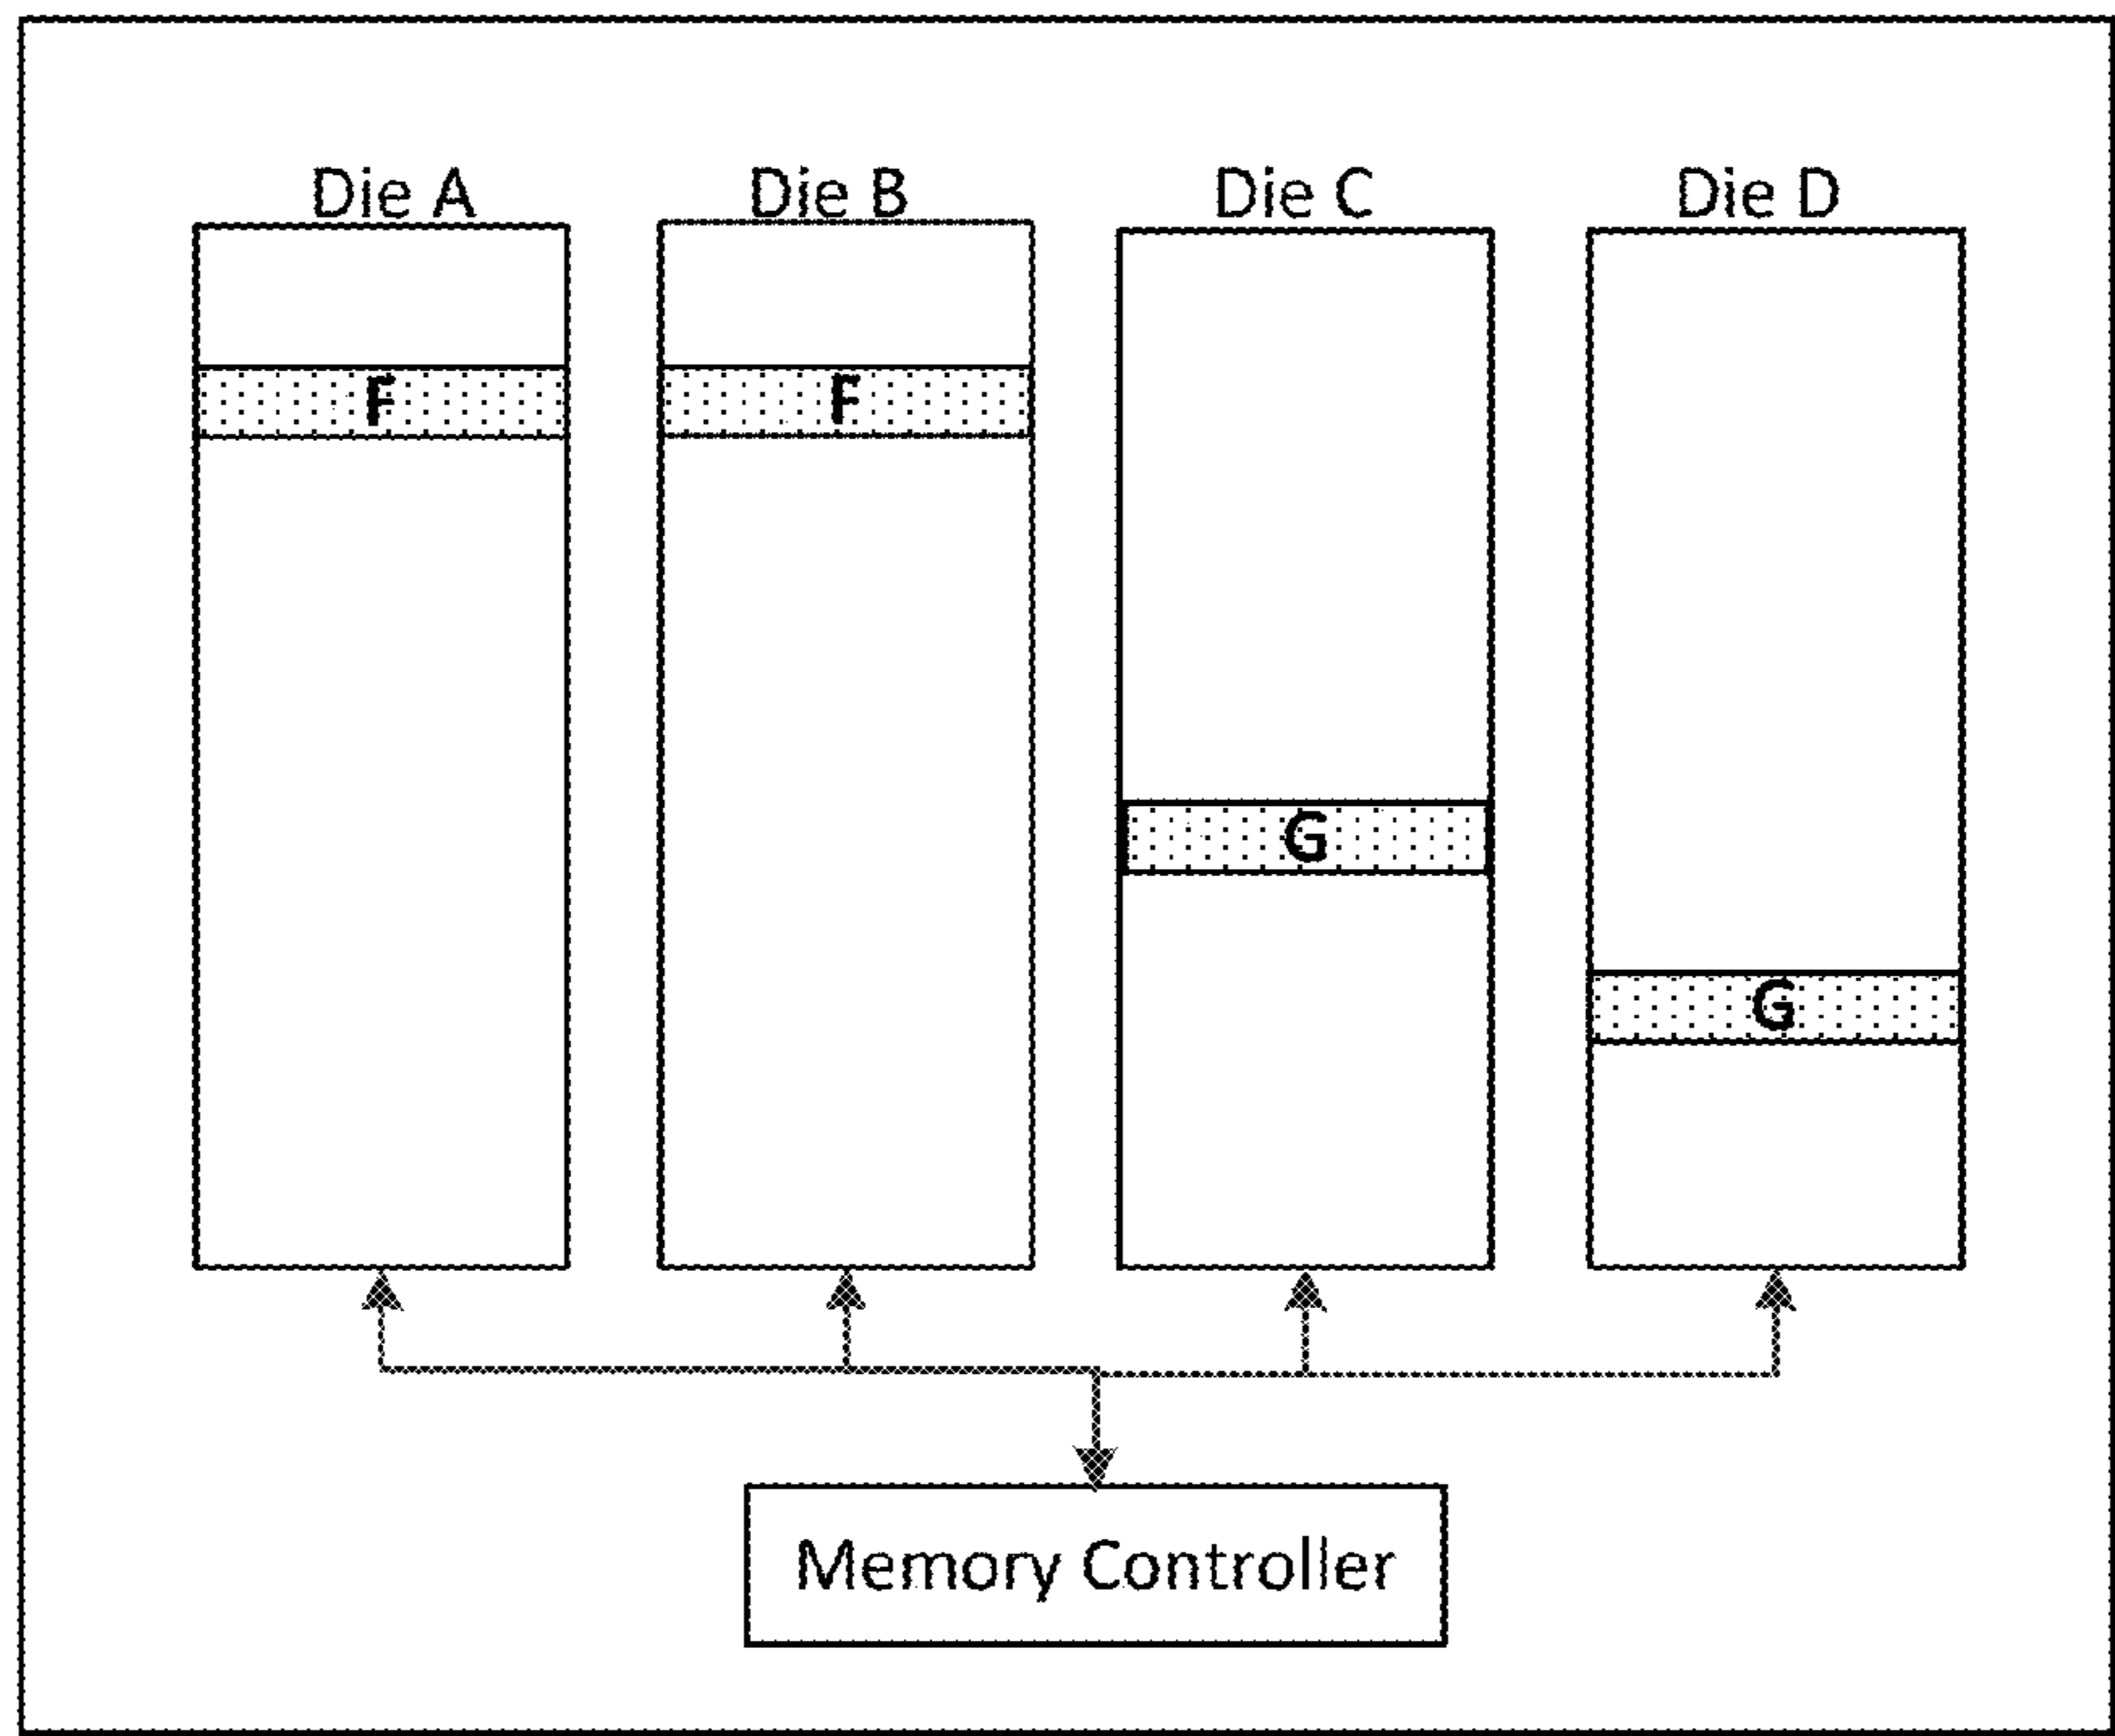 Die A
Die B
Die C
Die D
F
F
G
G
Memory Controller